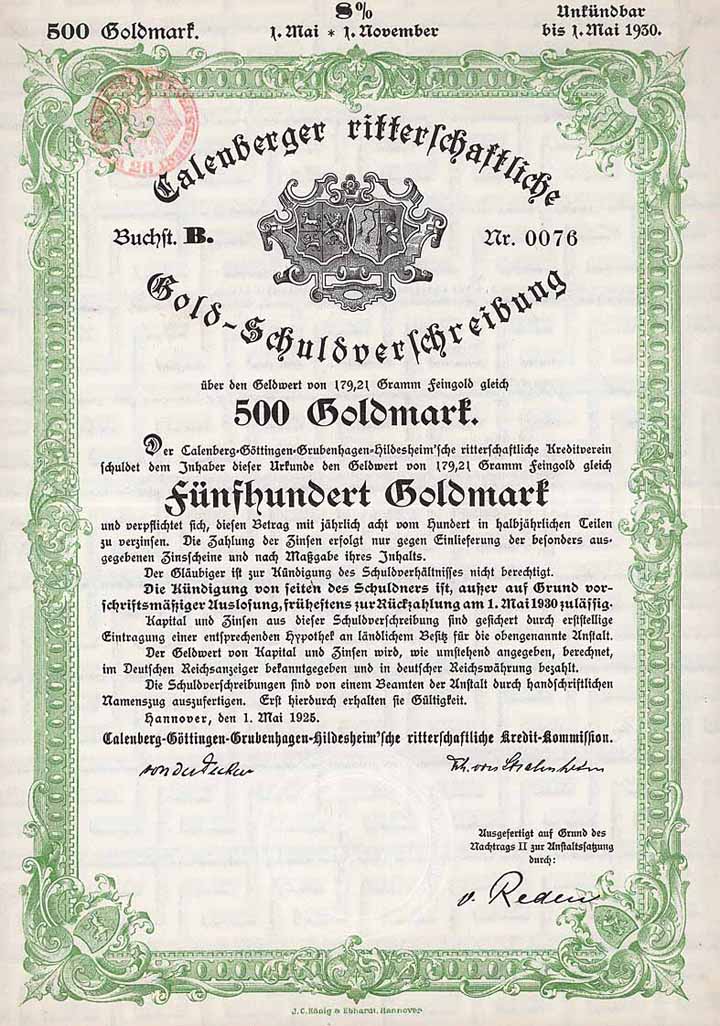 500 Goldmark.
8%
1. Mai * 1. November
Unkündbar
bis 1. Mai 1930.
Calenberger ritterschaftliche
Buchst. B.
Nr. 0076
Gold-Schuldverschreibung
über den Geldwert von 179,21 Gramm Feingold gleich
500 Goldmark.
Der Calenberg-Göttingen-Grubenhagen-Hildesheim'sche ritterschaftliche Kreditverein
schuldet dem Inhaber dieser Urkunde den Geldwert von 179,21 Gramm Feingold gleich
Fünfhundert Goldmark
und verpflichtet sich, diesen Betrag mit jährlich acht vom Hundert in halbjährlichen Teilen
zu verzinsen. Die Zahlung der Zinsen erfolgt nur gegen Einlieferung der besonders aus-
gegebenen Zinsscheine und nach Maßgabe ihres Inhalts.
Der Gläubiger ist zur Kündigung des Schuldverhältnisses nicht berechtigt.
Die Kündigung von seiten des Schuldners ist, außer auf Grund vor-
schriftsmäßiger Auslosung, frühestens zur Rückzahlung am 1. Mai 1930 zulässig.
Kapital und Zinsen aus dieser Schuldverschreibung sind gesichert durch erststellige
Eintragung einer entsprechenden Hypothek an ländlichem Besitz für die obengenannte Anstalt.
Der Geldwert von Kapital und Zinsen wird, wie umstehend angegeben, berechnet,
im Deutschen Reichsanzeiger bekanntgegeben und in deutscher Reichswährung bezahlt.
Die Schuldverschreibungen sind von einem Beamten der Anstalt durch handschriftlichen
Namenszug auszufertigen. Erst hierdurch erhalten sie Gültigkeit.
Hannover, den 1. Mai 1925.
Calenberg-Göttingen-Grubenhagen-Hildesheim'sche ritterschaftliche Kredit-Kommission.
von der Decken
von Stralenheim
Ausgefertigt auf Grund des
Nachtrags II zur Anstaltssatzung
durch:
v. Reden
J.C. König & Ebhardt, Hannover